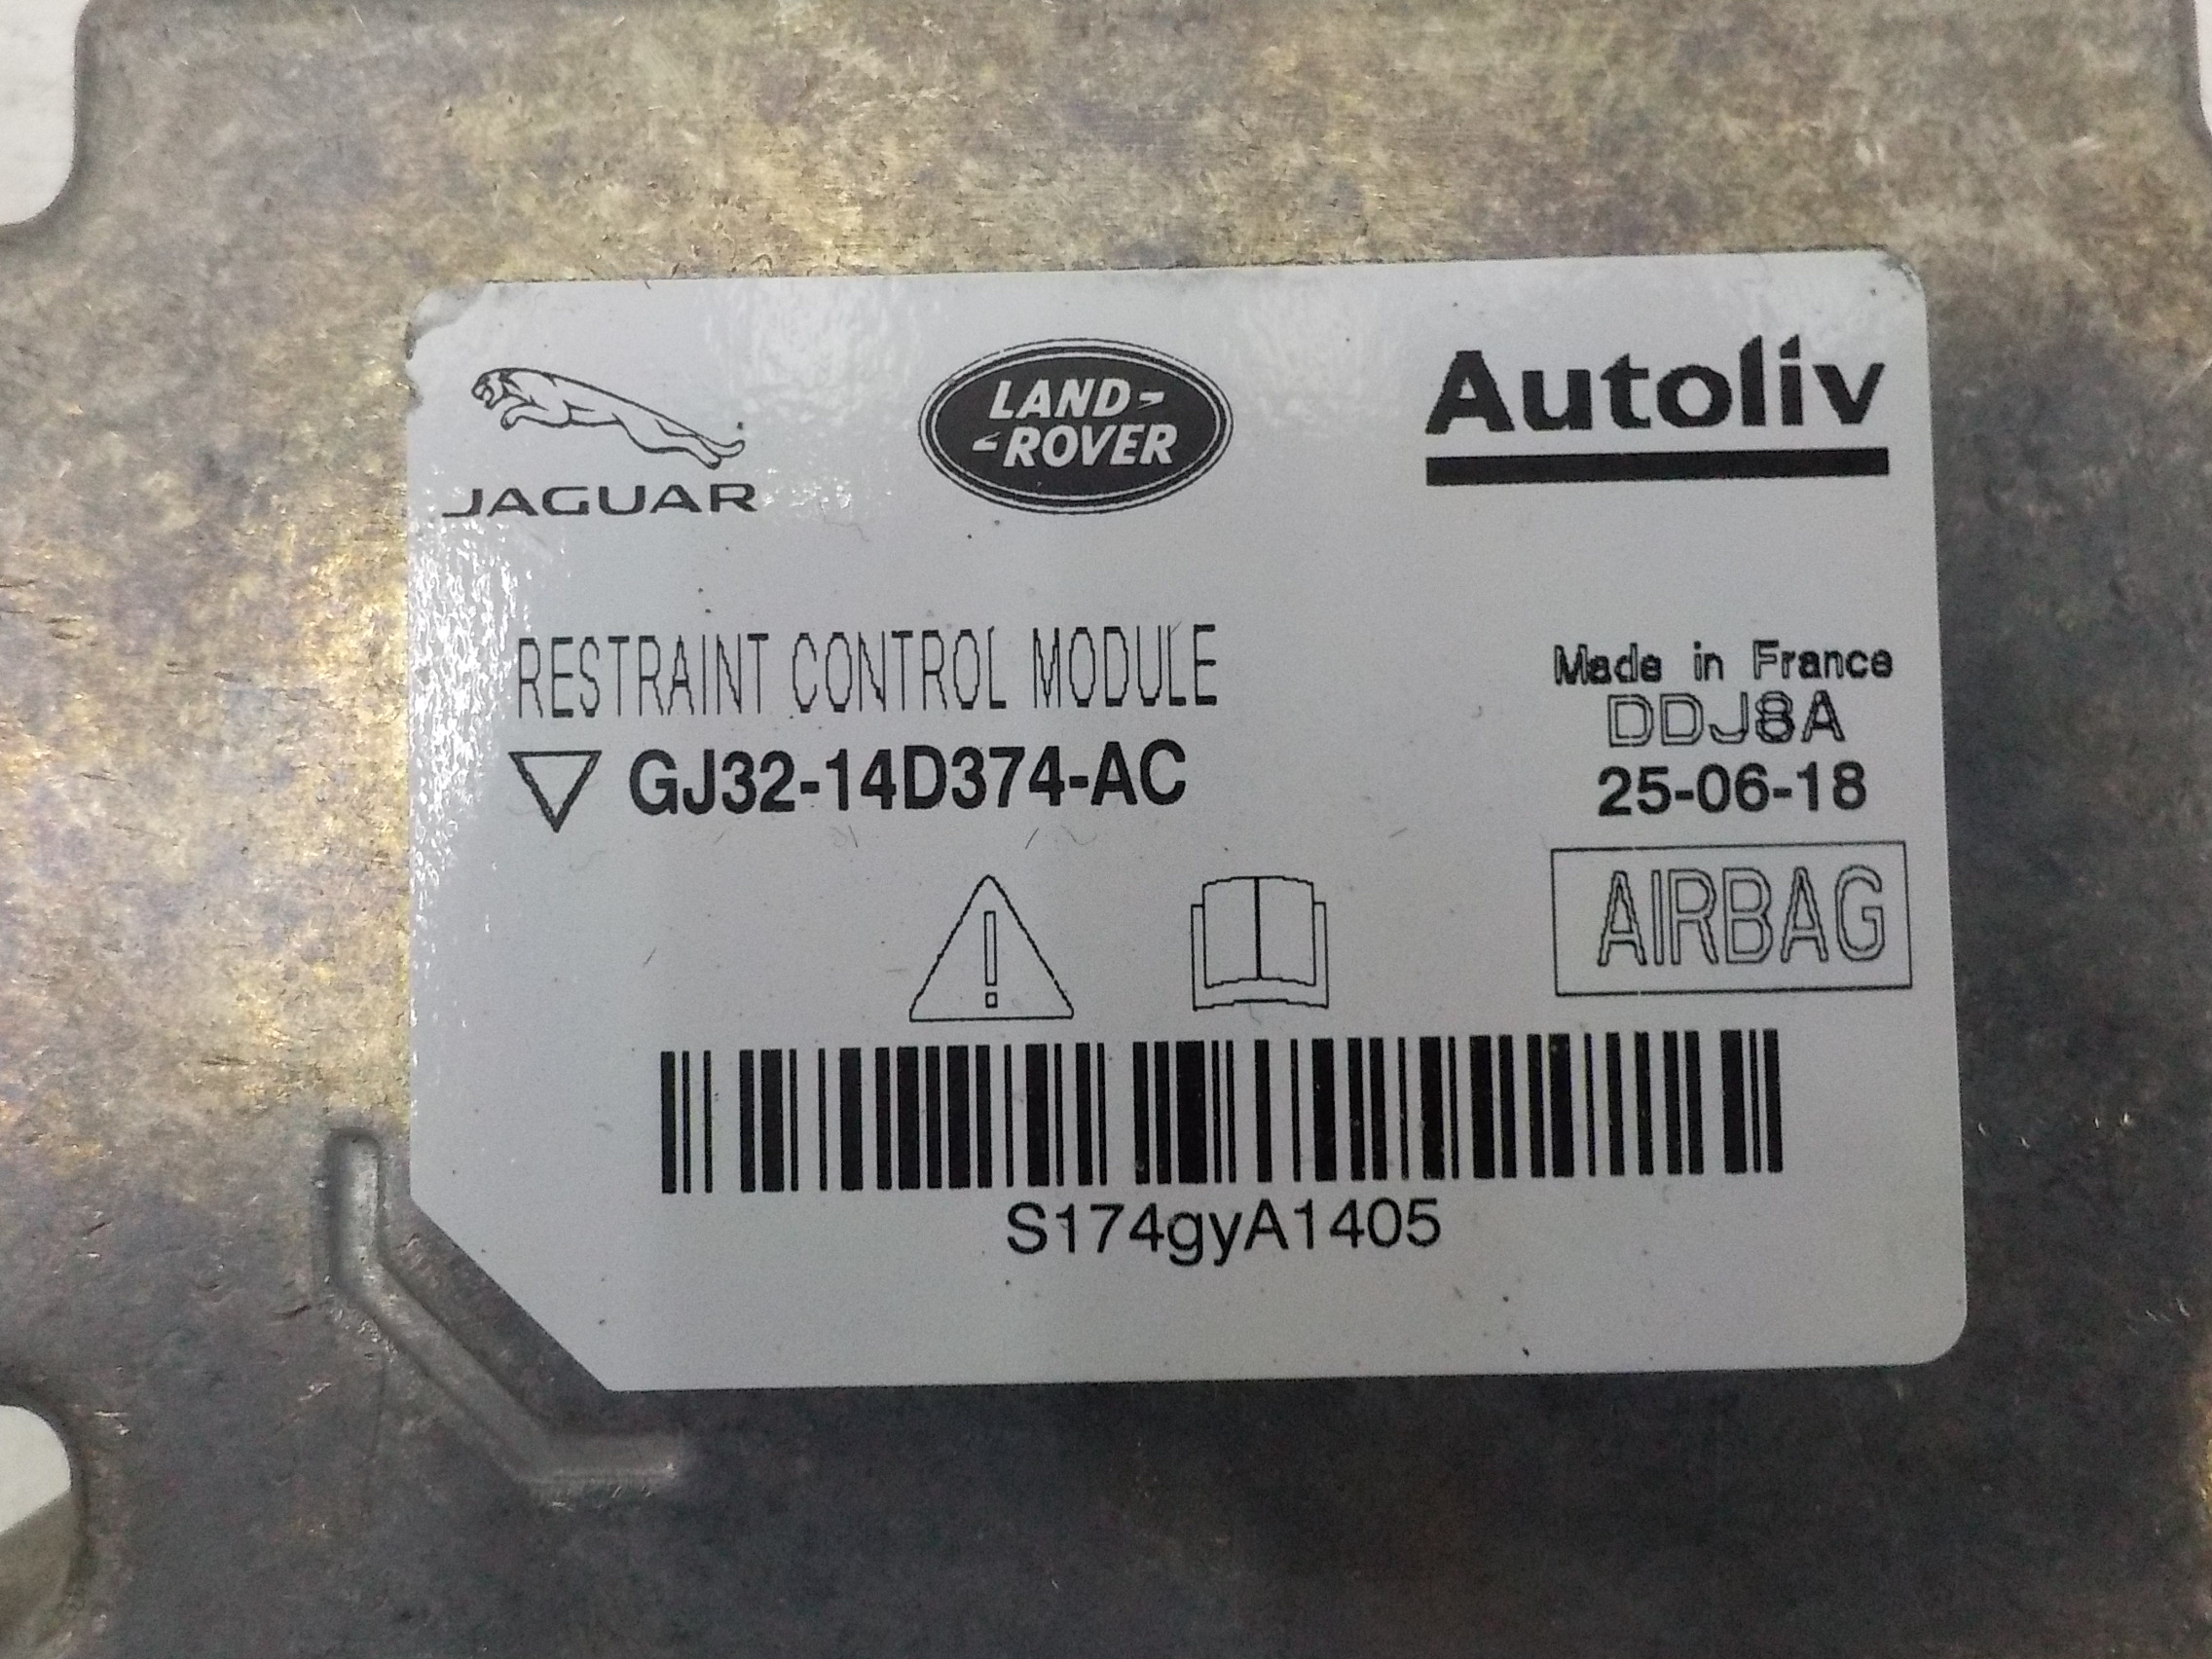 JAGUAR
LAND-
-ROVER
Autoliv
RESTRAINT CONTROL MODULE
GJ32-14D374-AC
Made in France
DDJ8A
25-06-18
AIRBAG
S174gyA1405